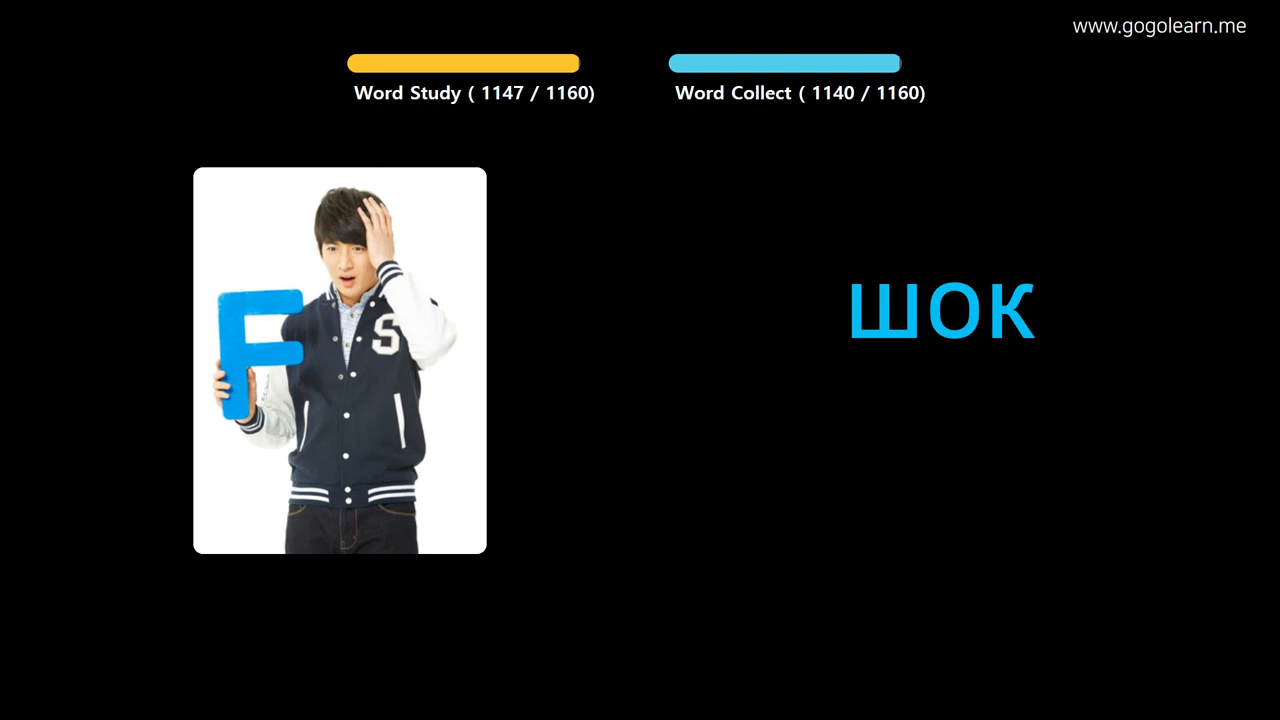 www.gogolearn.me
Word Study ( 1147 / 1160)
Word Collect ( 1140 / 1160)
F
S
шок